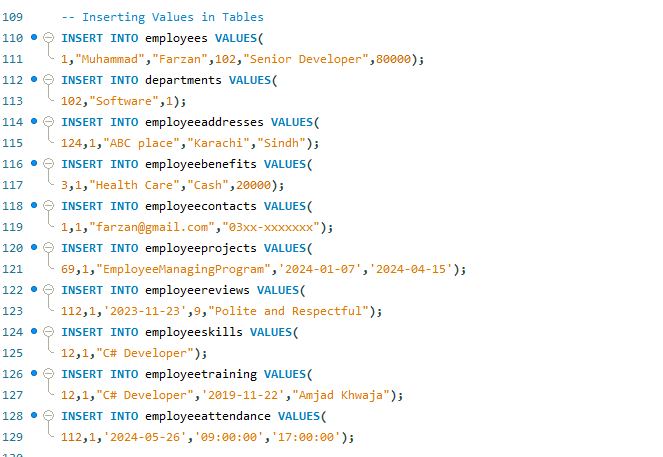 109 -- Inserting Values in Tables
110 INSERT INTO employees VALUES(
111 1,"Muhammad","Farzan",102,"Senior Developer",80000);
112 INSERT INTO departments VALUES(
113 102,"Software",1);
114 INSERT INTO employeeaddresses VALUES(
115 124,1,"ABC place","Karachi","Sindh");
116 INSERT INTO employeebenefits VALUES(
117 3,1,"Health Care","Cash",20000);
118 INSERT INTO employeecontacts VALUES(
119 1,1,"farzan@gmail.com","03xx-xxxxxxx");
120 INSERT INTO employeeprojects VALUES(
121 69,1,"EmployeeManagingProgram",'2024-01-07','2024-04-15');
122 INSERT INTO employeereviews VALUES(
123 112,1,'2023-11-23',9,"Polite and Respectful");
124 INSERT INTO employeeskills VALUES(
125 12,1,"C# Developer");
126 INSERT INTO employeetraining VALUES(
127 12,1,"C# Developer",'2019-11-22',"Amjad Khwaja");
128 INSERT INTO employeeattendance VALUES(
129 112,1,'2024-05-26','09:00:00','17:00:00');